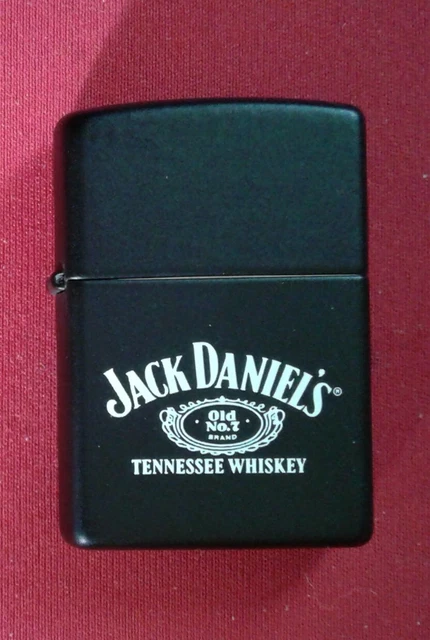 JACK DANIEL'S®
Old
No.7
BRAND
TENNESSEE WHISKEY